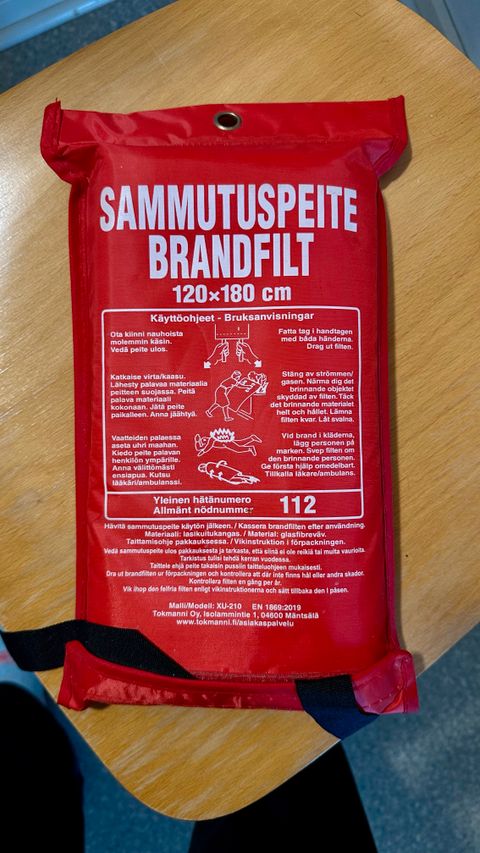 SAMMUTUSPEITE
BRANDFILT
120×180 cm
Käyttöohjeet - Bruksanvisningar
Ota kiinni nauhoista
molemmin käsin.
Vedä peite ulos.
Fatta tag i handtagen
med båda händerna.
Drag ut filten.
Katkaise virta/kaasu.
Lähesty palavaa materiaalia
peitteen suojassa. Peitä
palava materiaali
kokonaan. Jätä peite
paikalleen. Anna jäähtyä.
Stäng av strömmen/
gasen. Närma dig det
brinnande objektet
skyddad av filten. Täck
det brinnande materialet
helt och hållet. Lämna
filten kvar. Låt svalna.
Vaatteiden palaessa
aseta uhri maahan.
Kiedo peite palavan
henkilön ympärille.
Anna välittömästi
ensiapua. Kutsu
lääkäri/ambulanssi.
Vid brand i kläderna,
lägg personen på
marken. Svep filten om
den brinnande personen.
Ge första hjälp omedelbart.
Tillkalla läkare/ambulans.
Yleinen hätänumero
Allmänt nödnummer
112
Hävitä sammutuspeite käytön jälkeen. / Kassera brandfilten efter användning.
Materiaali: lasikuitukangas. / Material: glasfiberväv.
Taittamisohje pakkauksessa. / Vikinstruktion i förpackningen.
Vedä sammutuspeite ulos pakkauksesta ja tarkasta, että siinä ei ole reikiä tai muita vaurioita.
Tarkistus tulisi tehdä kerran vuodessa.
Taittele ehjä peite takaisin pussiin taitteluohjeen mukaisesti.
Dra ut brandfilten ur förpackningen och kontrollera att där inte finns hål eller andra skador.
Kontrollera filten en gång per år.
Vik ihop den felfria filten enligt vikinstruktionerna och sätt tillbaka den i påsen.
Malli/Modell: XU-210 EN 1869:2019
Tokmanni Oy. Isolammintie 1, 04600 Mäntsälä
www.tokmanni.fi/asiakaspalvelu